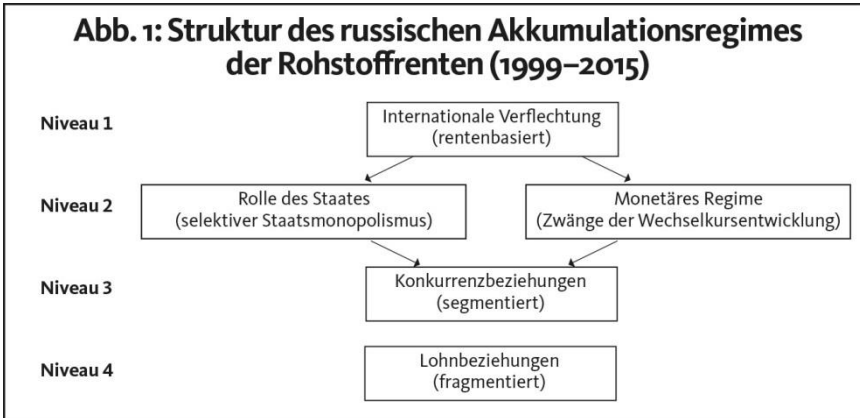 Abb. 1: Struktur des russischen Akkumulationsregimes
der Rohstoffrenten (1999–2015)
Niveau 1
Internationale Verflechtung
(rentenbasiert)
Niveau 2
Rolle des Staates
(selektiver Staatsmonopolismus)
Monetäres Regime
(Zwänge der Wechselkursentwicklung)
Niveau 3
Konkurrenzbeziehungen
(segmentiert)
Niveau 4
Lohnbeziehungen
(fragmentiert)